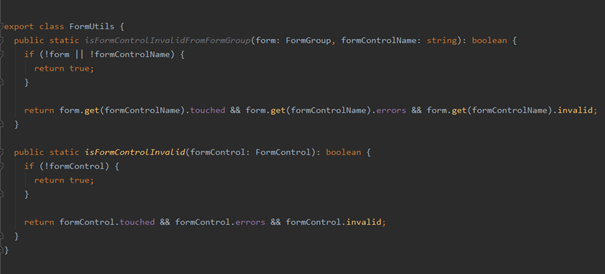 export class FormUtils {
public static isFormControlInvalidFromFormGroup(form: FormGroup, formControlName: string): boolean {
if (!form || !formControlName) {
return true;
}
return form.get(formControlName).touched && form.get(formControlName).errors && form.get(formControlName).invalid;
}
public static isFormControlInvalid(formControl: FormControl): boolean {
if (!formControl) {
return true;
}
return formControl.touched && formControl.errors && formControl.invalid;
}
}